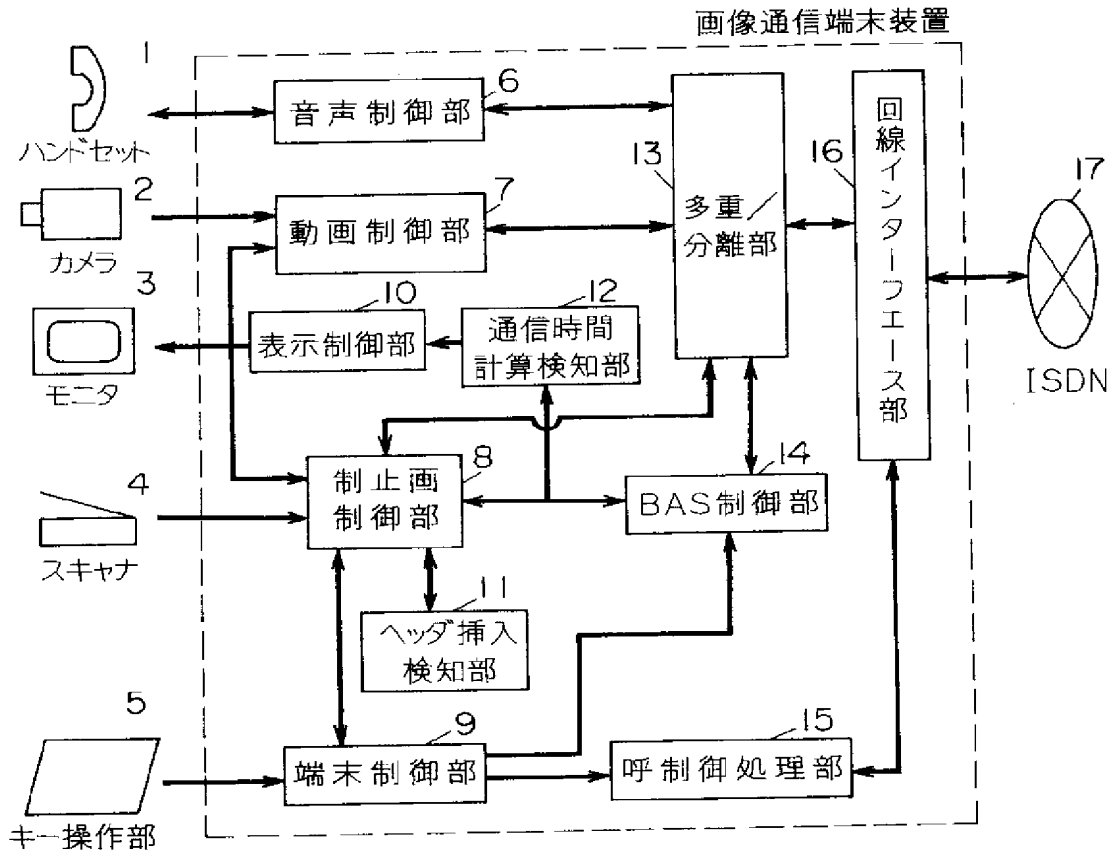 画像通信端末装置
1
ハンドセット
6
音声制御部
2
カメラ
7
動画制御部
13
多重／
分離部
16
回線インターフエース部
17
ISDN
3
モニタ
10
表示制御部
12
通信時間
計算検知部
4
スキャナ
8
制止画
制御部
14
BAS制御部
11
ヘッダ挿入
検知部
5
キー操作部
9
端末制御部
15
呼制御処理部